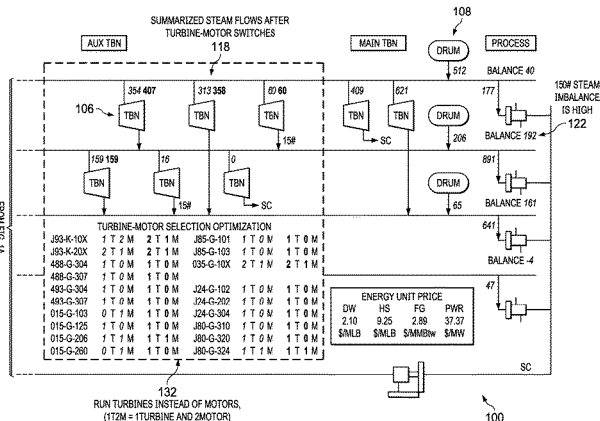 SUMMARIZED STEAM FLOWS AFTER
TURBINE-MOTOR SWITCHES
118
108
AUX TBN
MAIN TBN
DRUM
PROCESS
512
BALANCE 40
354 407
313 358
60 60
409
621
177
150# STEAM
IMBALANCE
IS HIGH
122
106
TBN
TBN
TBN
TBN
TBN
DRUM
15#
SC
206
BALANCE 192
159 159
16
0
891
TBN
TBN
TBN
DRUM
15#
SC
65
BALANCE 161
FROM FIG. 1A
TURBINE-MOTOR SELECTION OPTIMIZATION
J93-K-10X 1 T 2 M 2 T 1 M J85-G-101 1 T 0 M 1 T 0 M
J93-K-20X 2 T 1 M 2 T 1 M J85-G-103 1 T 0 M 1 T 0 M
488-G-304 1 T 0 M 1 T 0 M 035-G-10X 2 T 1 M 2 T 1 M
488-G-307 1 T 0 M 1 T 0 M
493-G-304 1 T 0 M 1 T 0 M J24-G-102 1 T 0 M 1 T 0 M
493-G-307 1 T 0 M 1 T 0 M J24-G-202 1 T 0 M 1 T 0 M
015-G-103 0 T 1 M 1 T 0 M J24-G-304 1 T 0 M 1 T 0 M
015-G-125 1 T 0 M 1 T 0 M J80-G-310 1 T 0 M 1 T 0 M
015-G-206 1 T 1 M 1 T 0 M J80-G-320 1 T 0 M 1 T 0 M
015-G-260 0 T 1 M 1 T 0 M J80-G-324 1 T 0 M 1 T 1 M
641
BALANCE -4
47
ENERGY UNIT PRICE
DW HS FG PWR
2.10 9.25 2.89 37.37
$/MLB $/MLB $/MMBtw $/MW
SC
132
RUN TURBINES INSTEAD OF MOTORS,
(1T2M = 1TURBINE AND 2MOTOR)
100